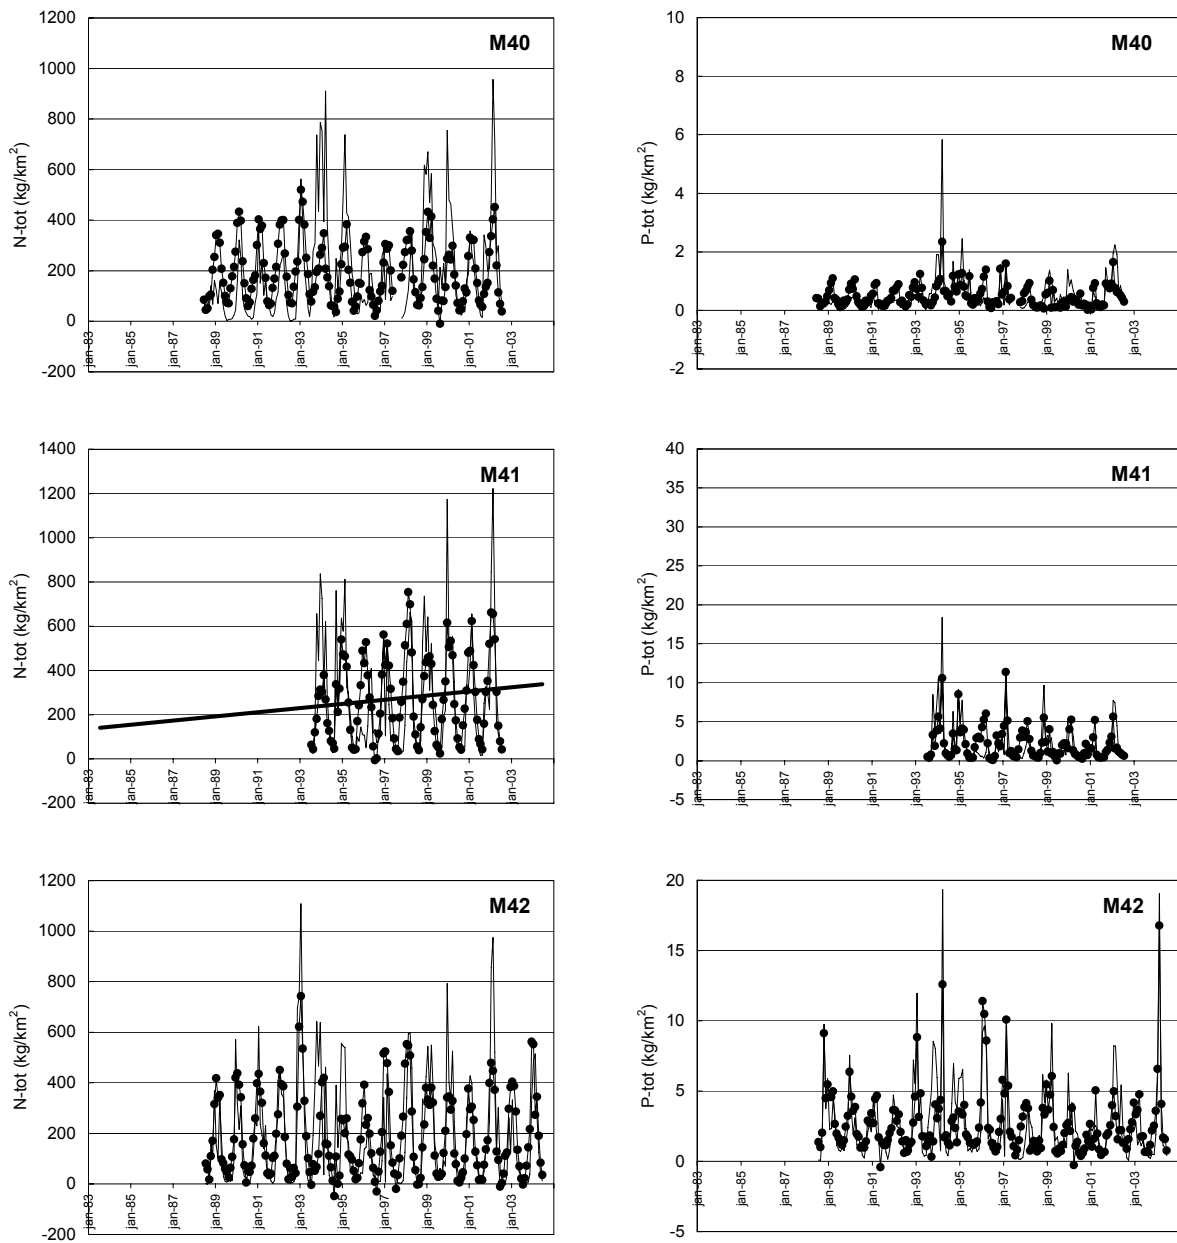 M40
N-tot (kg/km²)
1200
1000
800
600
400
200
0
-200
jan-83
jan-85
jan-87
jan-89
jan-91
jan-93
jan-95
jan-97
jan-99
jan-01
jan-03
M40
P-tot (kg/km²)
10
8
6
4
2
0
-2
jan-83
jan-85
jan-87
jan-89
jan-91
jan-93
jan-95
jan-97
jan-99
jan-01
jan-03
M41
N-tot (kg/km²)
1400
1200
1000
800
600
400
200
0
-200
jan-83
jan-85
jan-87
jan-89
jan-91
jan-93
jan-95
jan-97
jan-99
jan-01
jan-03
M41
P-tot (kg/km²)
40
35
30
25
20
15
10
5
0
-5
jan-83
jan-85
jan-87
jan-89
jan-91
jan-93
jan-95
jan-97
jan-99
jan-01
jan-03
M42
N-tot (kg/km²)
1200
1000
800
600
400
200
0
-200
jan-83
jan-85
jan-87
jan-89
jan-91
jan-93
jan-95
jan-97
jan-99
jan-01
jan-03
M42
P-tot (kg/km²)
20
15
10
5
0
-5
jan-83
jan-85
jan-87
jan-89
jan-91
jan-93
jan-95
jan-97
jan-99
jan-01
jan-03